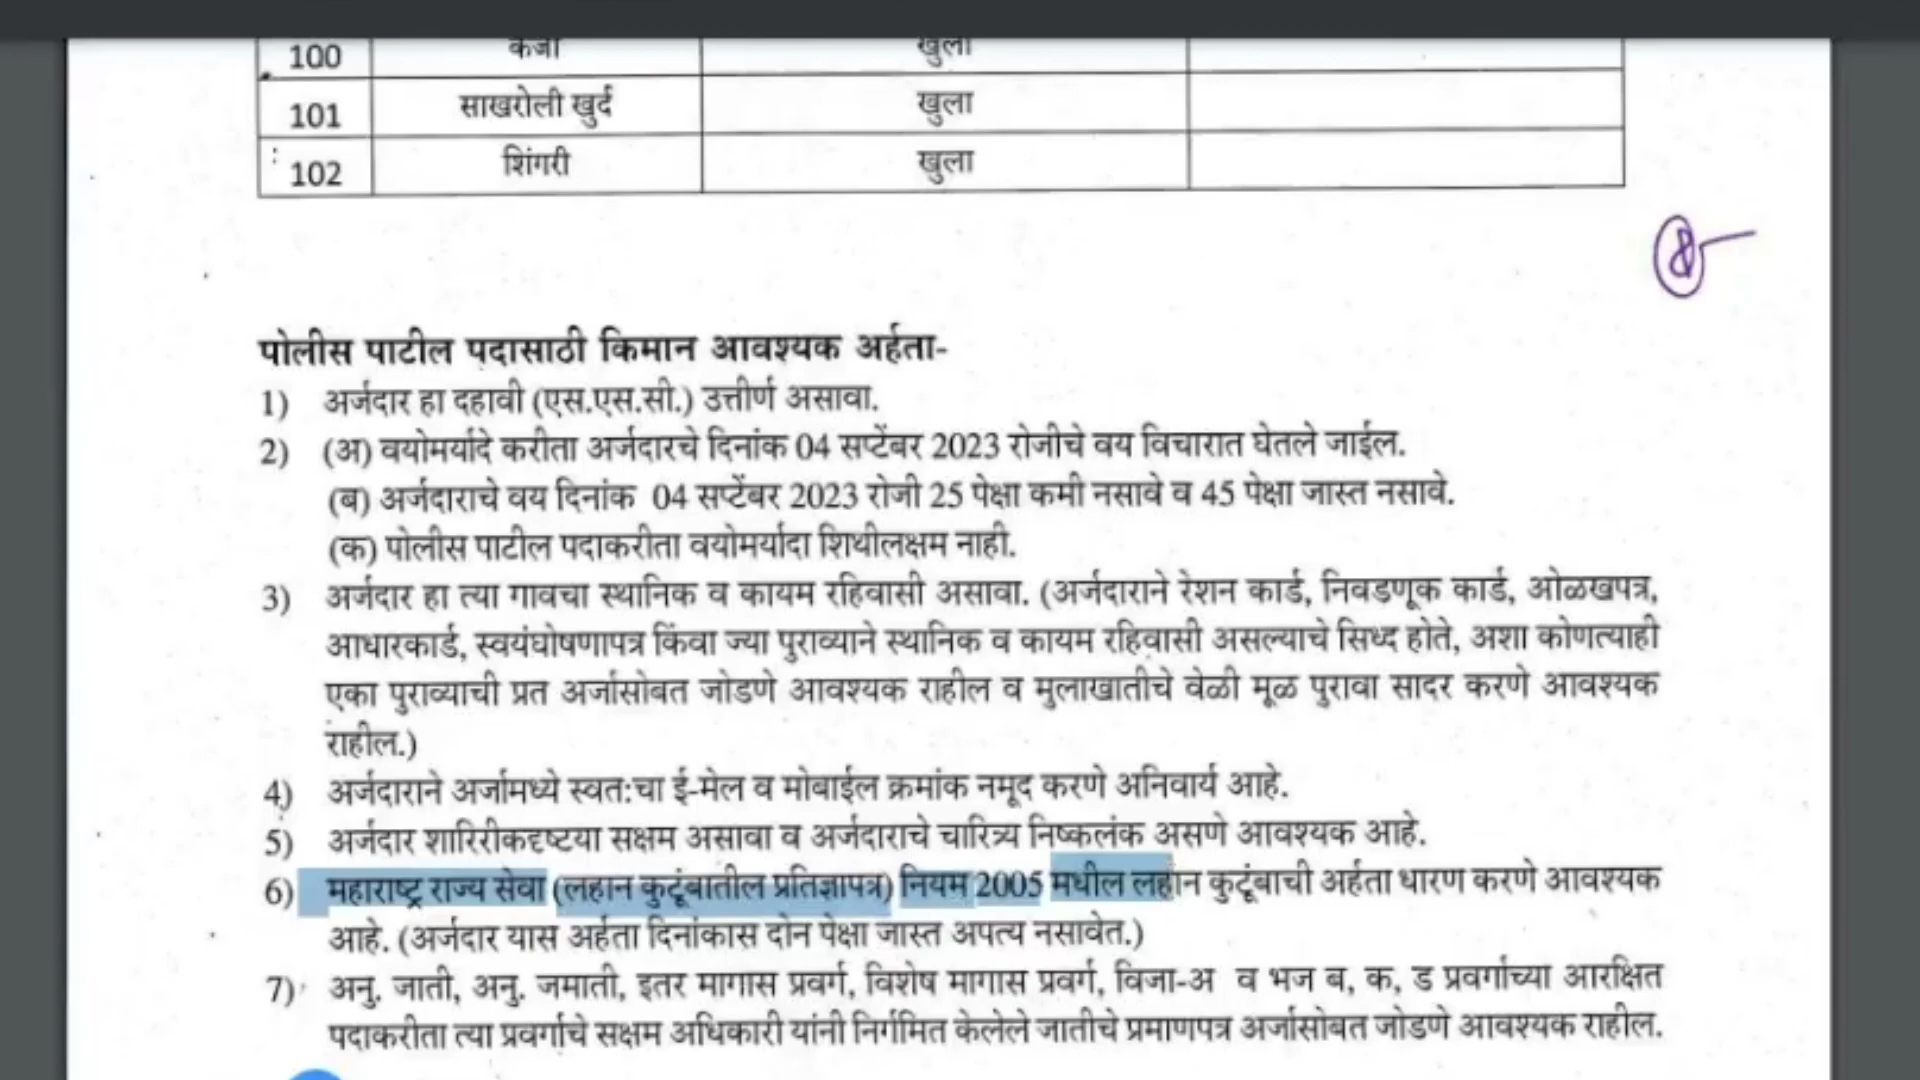 100 केर्जा खुला
101 साखरोली खुर्द खुला
102 शिंगरी खुला
पोलीस पाटील पदासाठी किमान आवश्यक अर्हता-
1) अर्जदार हा दहावी (एस.एस.सी.) उत्तीर्ण असावा.
2) (अ) वयोमर्यादे करीता अर्जदारचे दिनांक 04 सप्टेंबर 2023 रोजीचे वय विचारात घेतले जाईल.
(ब) अर्जदाराचे वय दिनांक 04 सप्टेंबर 2023 रोजी 25 पेक्षा कमी नसावे व 45 पेक्षा जास्त नसावे.
(क) पोलीस पाटील पदाकरीता वयोमर्यादा शिथीलक्षम नाही.
3) अर्जदार हा त्या गावचा स्थानिक व कायम रहिवासी असावा. (अर्जदाराने रेशन कार्ड, निवडणूक कार्ड, ओळखपत्र,
आधारकार्ड, स्वयंघोषणापत्र किंवा ज्या पुराव्याने स्थानिक व कायम रहिवासी असल्याचे सिध्द होते, अशा कोणत्याही
एका पुराव्याची प्रत अर्जासोबत जोडणे आवश्यक राहील व मुलाखातीचे वेळी मूळ पुरावा सादर करणे आवश्यक
राहील.)
4) अर्जदाराने अर्जामध्ये स्वत:चा ई-मेल व मोबाईल क्रमांक नमूद करणे अनिवार्य आहे.
5) अर्जदार शारिरीकदृष्टया सक्षम असावा व अर्जदाराचे चारित्र्य निष्कलंक असणे आवश्यक आहे.
6) महाराष्ट्र राज्य सेवा (लहान कुटूंबातील प्रतिज्ञापत्र) नियम 2005 मधील लहान कुटूंबाची अर्हता धारण करणे आवश्यक
आहे. (अर्जदार यास अर्हता दिनांकास दोन पेक्षा जास्त अपत्य नसावेत.)
7) अनु. जाती, अनु. जमाती, इतर मागास प्रवर्ग, विशेष मागास प्रवर्ग, विजा-अ व भज ब, क, ड प्रवर्गाच्या आरक्षित
पदाकरीता त्या प्रवर्गाचे सक्षम अधिकारी यांनी निर्गमित केलेले जातीचे प्रमाणपत्र अर्जासोबत जोडणे आवश्यक राहील.